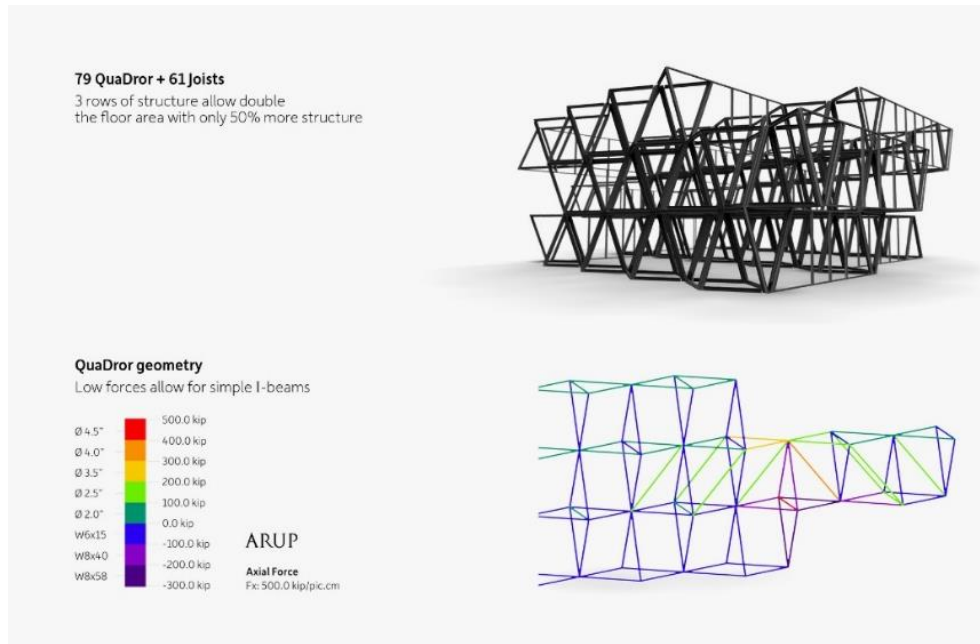 79 QuaDror + 61 Joists
3 rows of structure allow double
the floor area with only 50% more structure
QuaDror geometry
Low forces allow for simple I-beams
Ø 4.5"
Ø 4.0"
Ø 3.5"
Ø 2.5"
Ø 2.0"
W6x15
W8x40
W8x58
500.0 kip
400.0 kip
300.0 kip
200.0 kip
100.0 kip
0.0 kip
-100.0 kip
-200.0 kip
-300.0 kip
ARUP
Axial Force
Fx: 500.0 kip/pic.cm